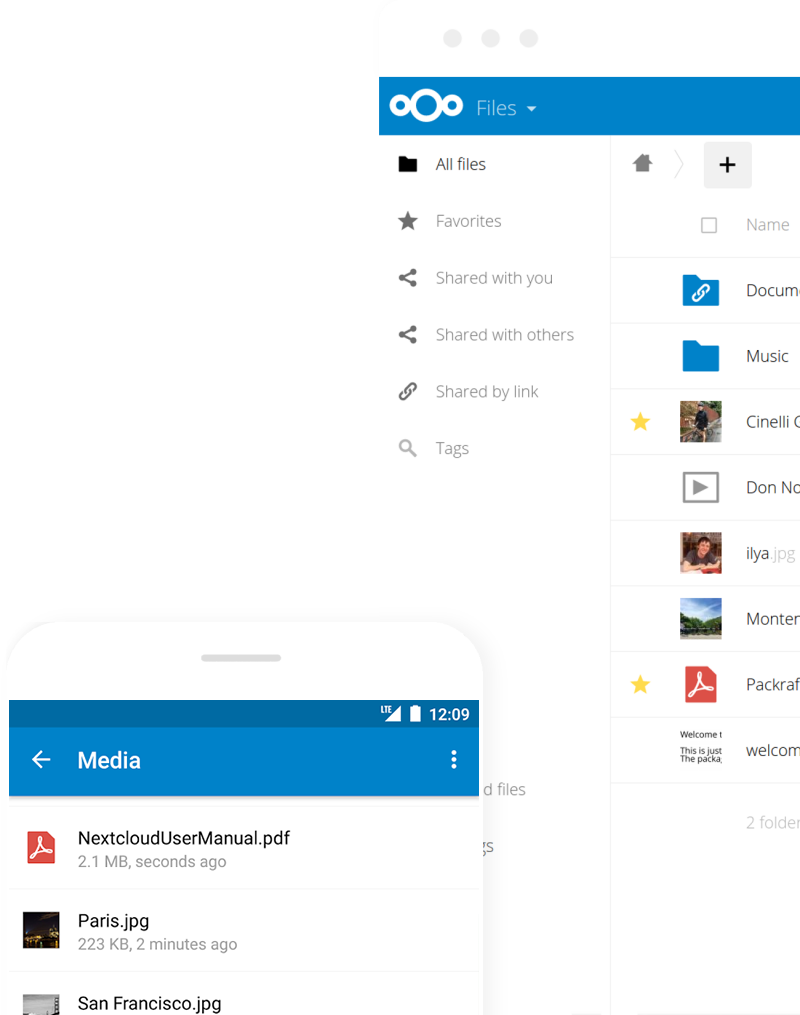 Files
All files
Favorites
Shared with you
Shared with others
Shared by link
Tags
d files
gs
Name
Docum
Music
Cinelli
Don No
ilya.jpg
Monter
Packraf
Welcome t
This is just
The packa
welcom
2 folder
LTE 12:09
Media
NextcloudUserManual.pdf
2.1 MB, seconds ago
Paris.jpg
223 KB, 2 minutes ago
San Francisco.jpg